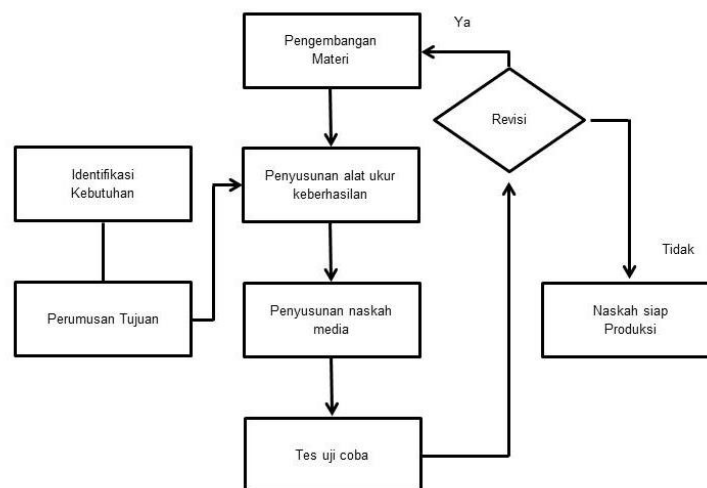 Ya
Pengembangan
Materi
Revisi
Identifikasi
Kebutuhan
Penyusunan alat ukur
keberhasilan
Tidak
Perumusan Tujuan
Penyusunan naskah
media
Naskah siap
Produksi
Tes uji coba